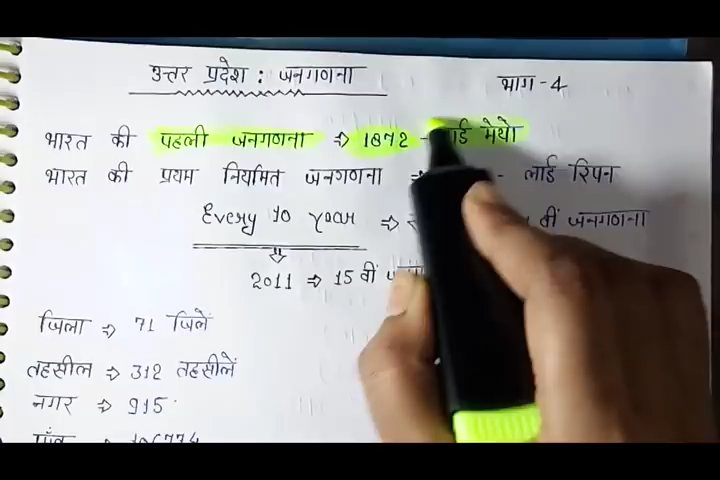 उत्तर प्रदेश : जनगणना
भाग-4
भारत की पहली जनगणना ⇒ 1872 - लार्ड मेयो
भारत की प्रथम नियमित जनगणना ⇒ - लार्ड रिपन
Every 10 Year ⇒ वीं जनगणना
2011 ⇒ 15 वीं
जिला ⇒ 71 जिलें
तहसील ⇒ 312 तहसीलें
नगर ⇒ 915